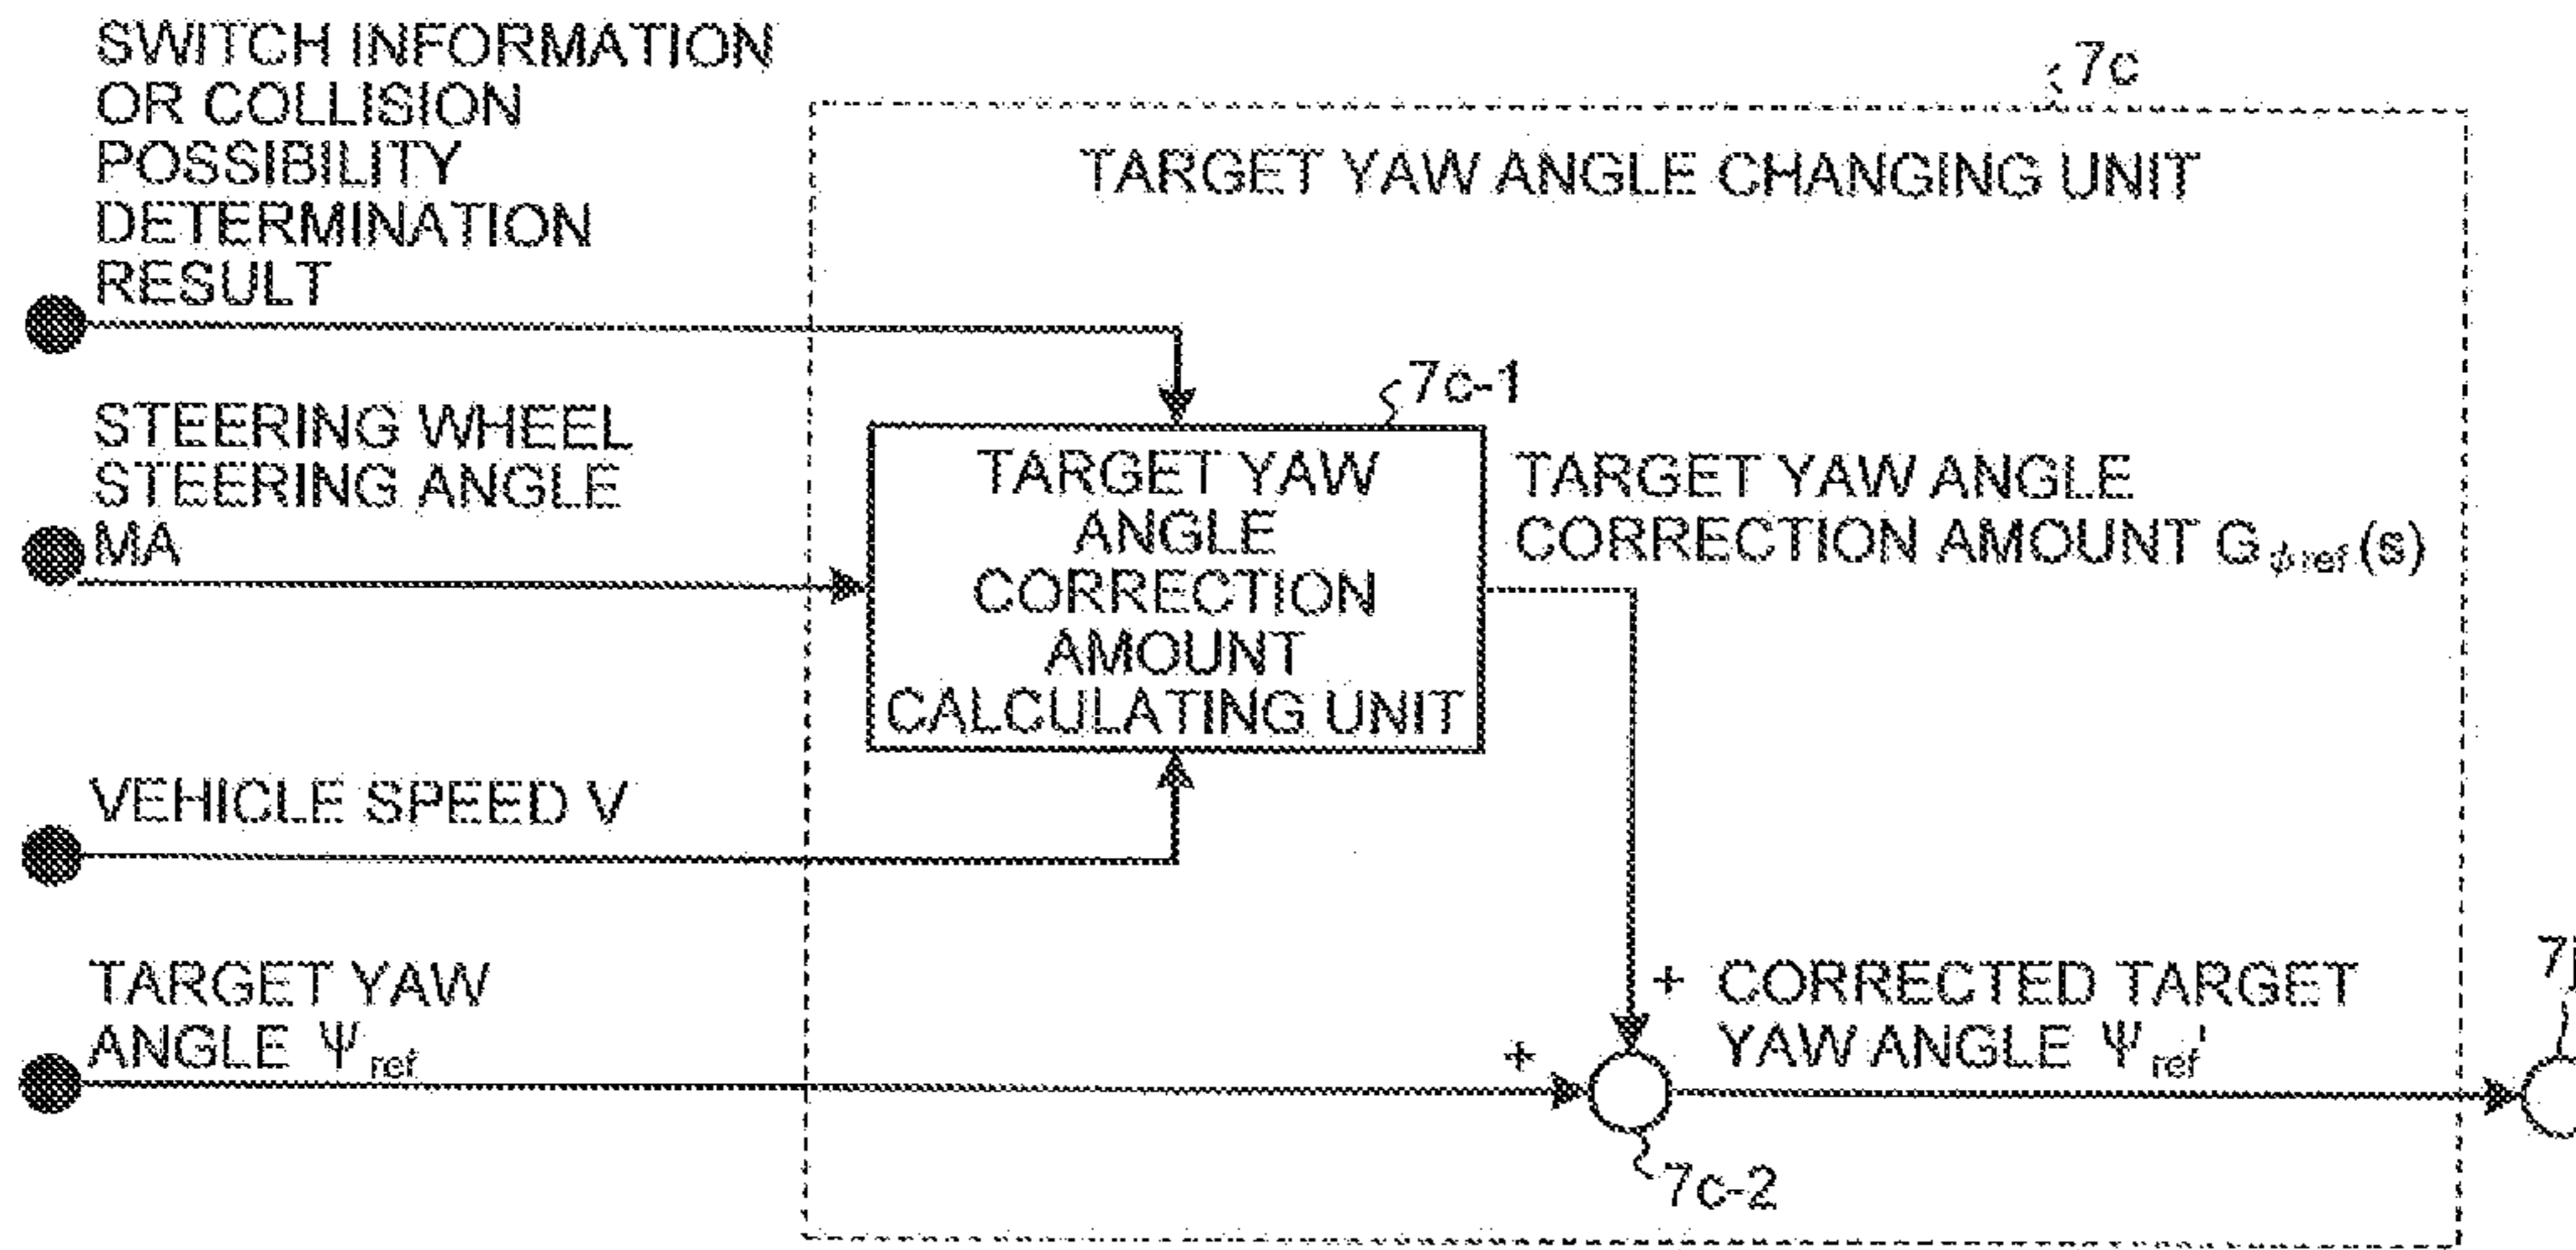 SWITCH INFORMATION
OR COLLISION
POSSIBILITY
DETERMINATION
RESULT
7c
TARGET YAW ANGLE CHANGING UNIT
STEERING WHEEL
STEERING ANGLE
MA
7c-1
TARGET YAW
ANGLE
CORRECTION
AMOUNT
CALCULATING UNIT
TARGET YAW ANGLE
CORRECTION AMOUNT Gψref(s)
VEHICLE SPEED V
TARGET YAW
ANGLE Ψref
+
+
CORRECTED TARGET
YAW ANGLE Ψref'
7c-2